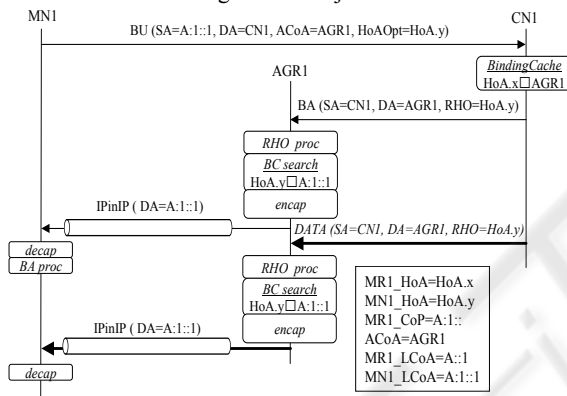 MN1
CN1
BU (SA=A:1::1, DA=CN1, ACoA=AGR1, HoAOpt=HoA.y)
BindingCache
HoA.x□AGR1
AGR1
BA (SA=CN1, DA=AGR1, RHO=HoA.y)
RHO proc
BC search
HoA.y□A:1::1
encap
IPinIP ( DA=A:1::1)
DATA (SA=CN1, DA=AGR1, RHO=HoA.y)
decap
BA proc
RHO proc
BC search
HoA.y□A:1::1
encap
IPinIP ( DA=A:1::1)
decap
MR1_HoA=HoA.x
MN1_HoA=HoA.y
MR1_CoP=A:1::
ACoA=AGR1
MR1_LCoA=A::1
MN1_LCoA=A:1::1